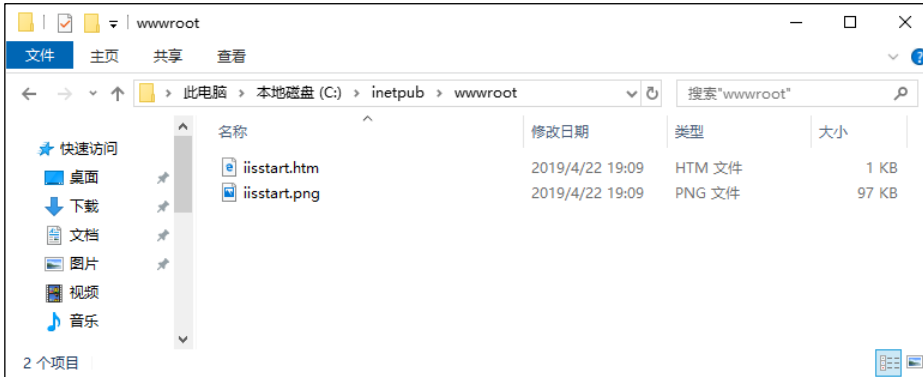 wwwroot
文件 主页 共享 查看
此电脑 > 本地磁盘 (C:) > inetpub > wwwroot 搜索"wwwroot"
名称 修改日期 类型 大小
快速访问
iisstart.htm 2019/4/22 19:09 HTM 文件 1 KB
桌面
iisstart.png 2019/4/22 19:09 PNG 文件 97 KB
下载
文档
图片
视频
音乐
2 个项目